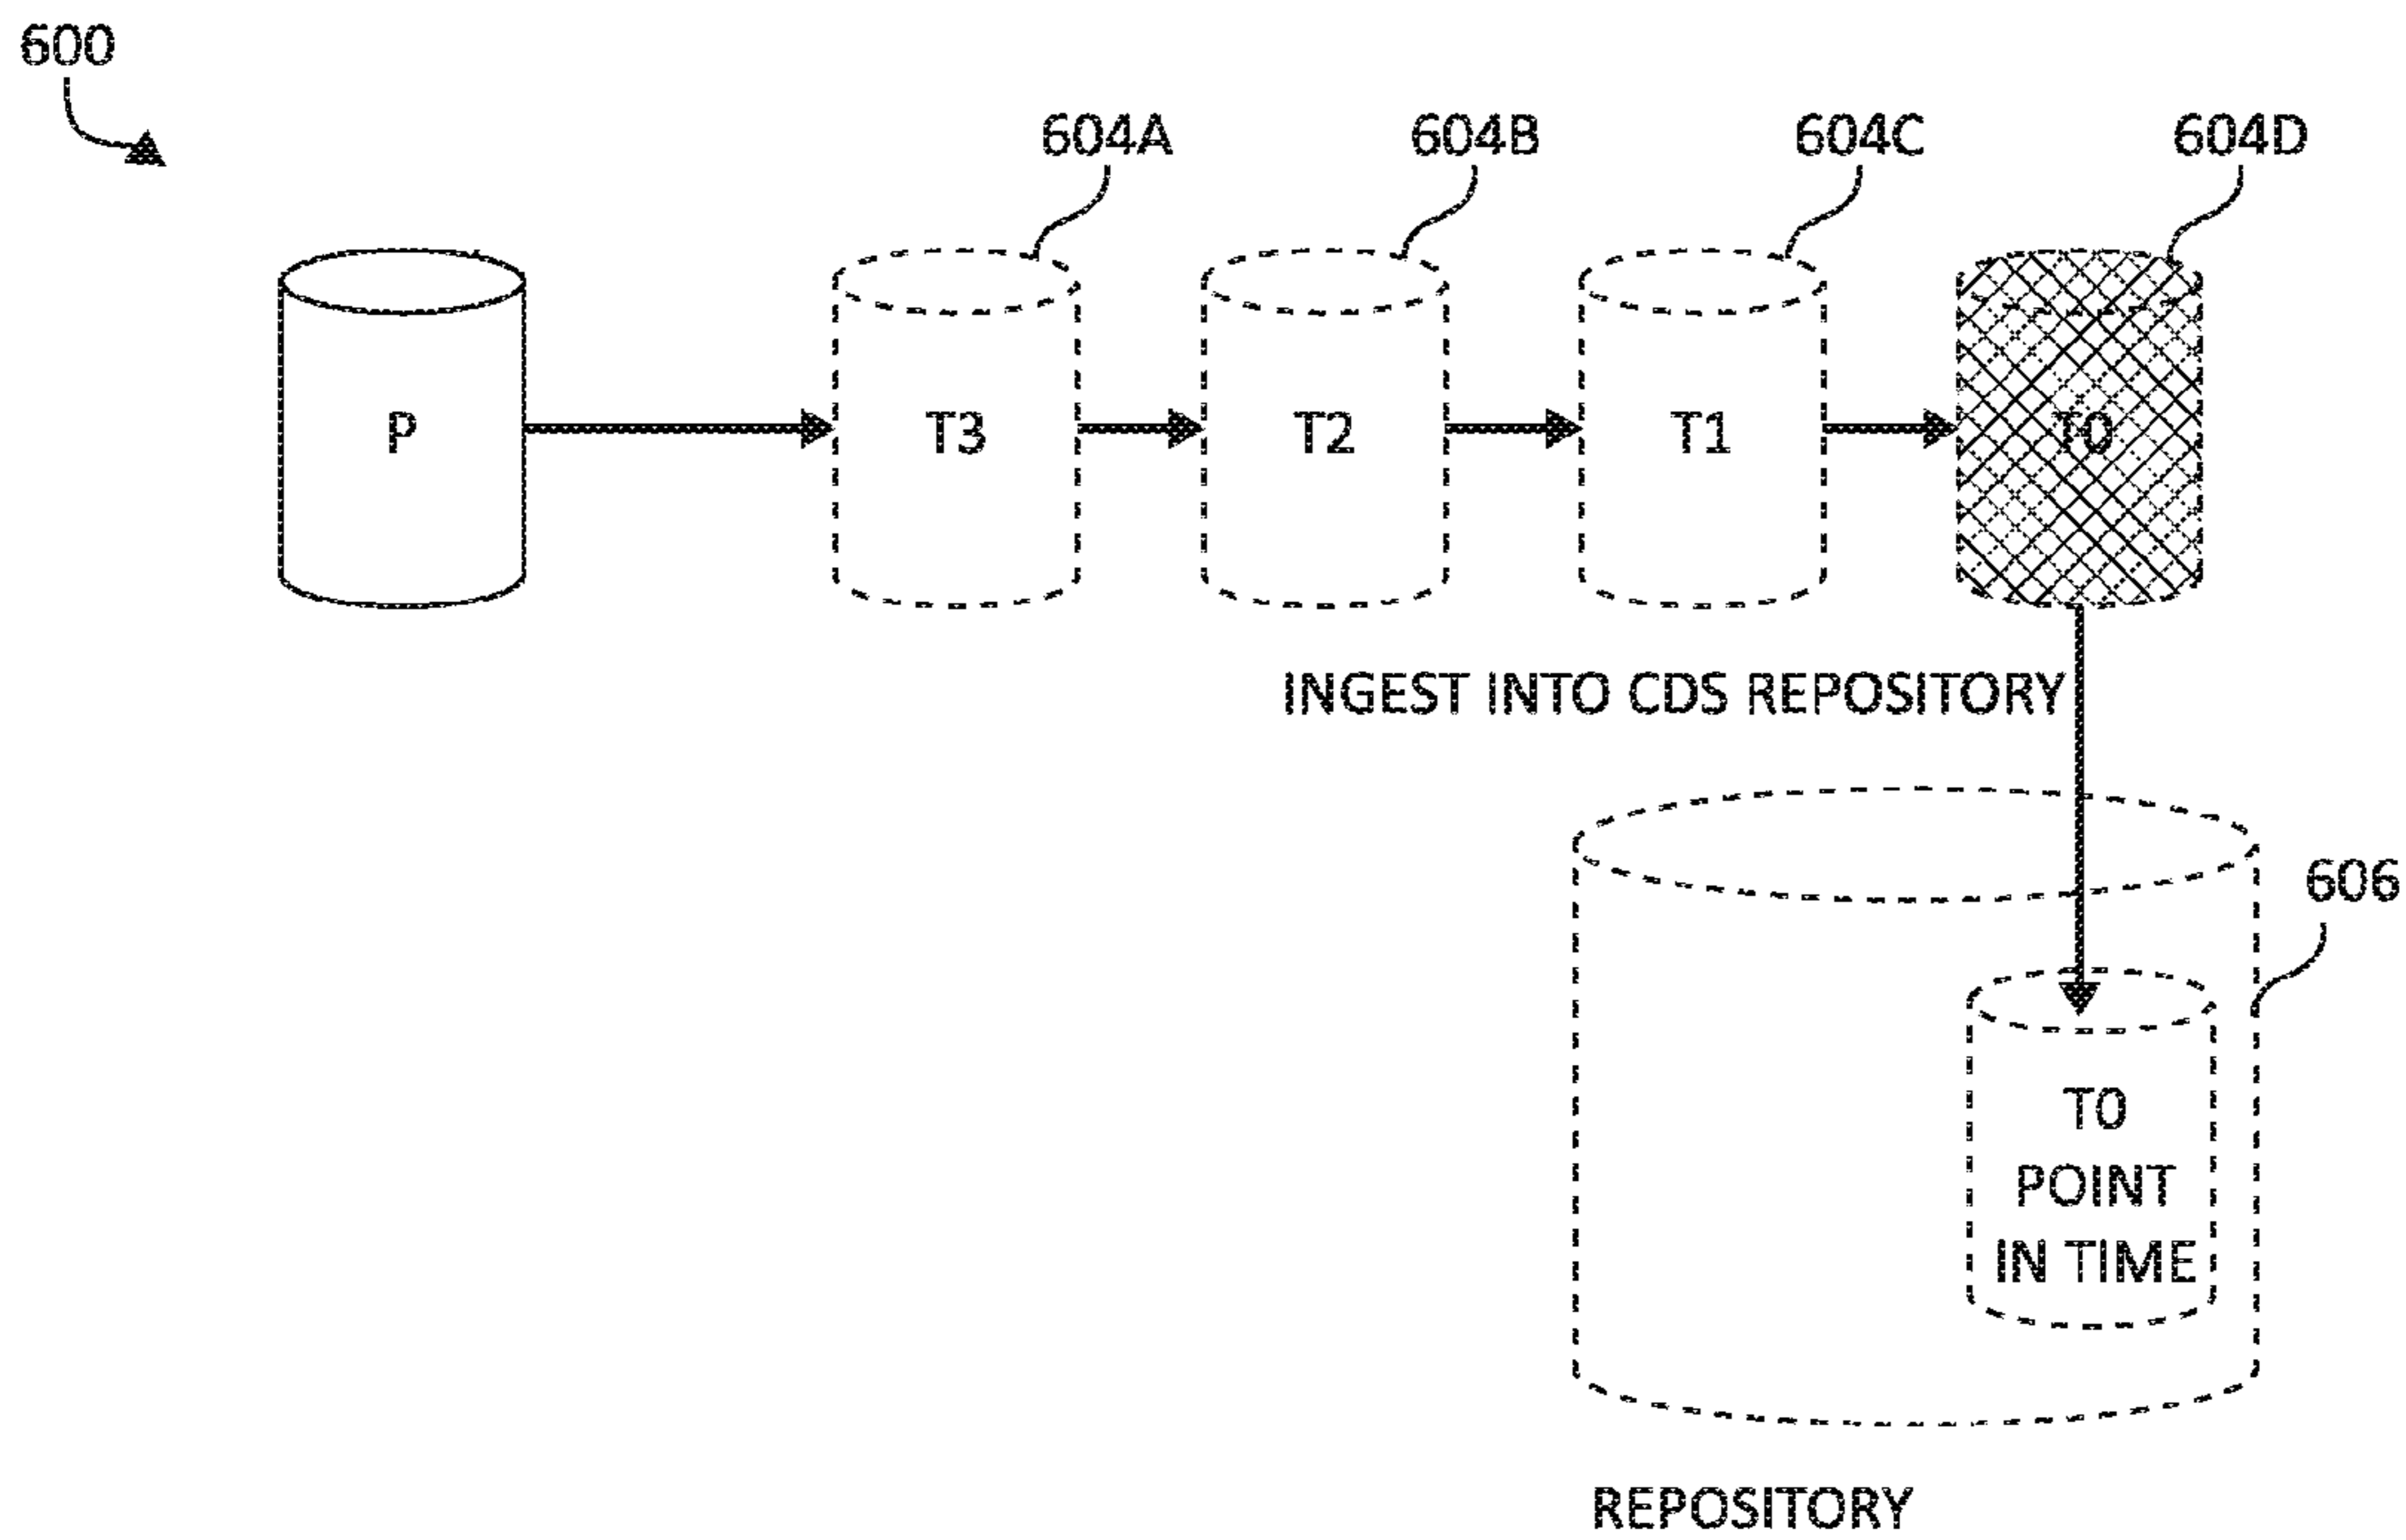 600
604A
604B
604C
604D
P
T3
T2
T1
T0
INGEST INTO CDS REPOSITORY
606
T0
POINT
IN TIME
REPOSITORY